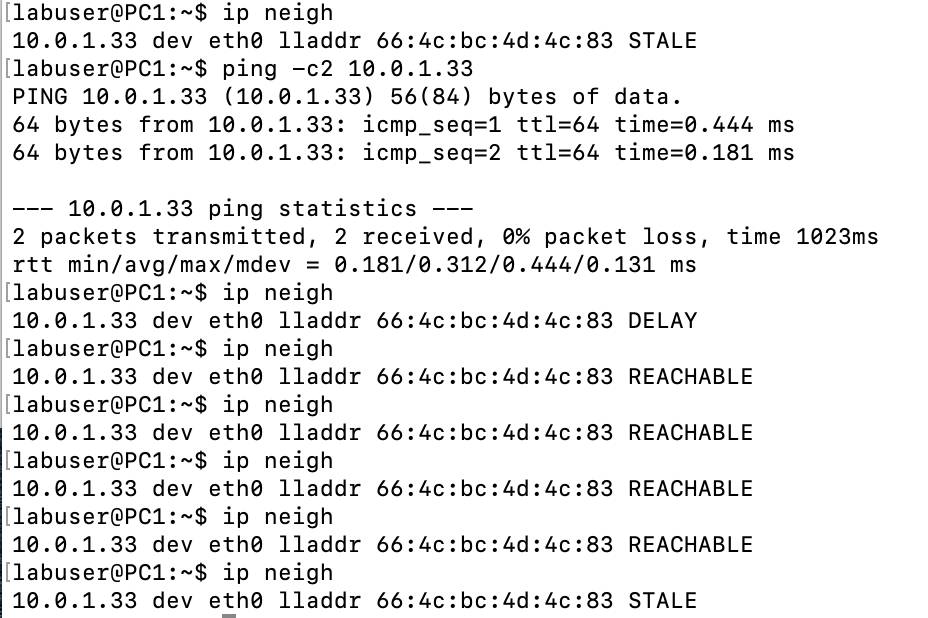 [labuser@PC1:~$ ip neigh
10.0.1.33 dev eth0 lladdr 66:4c:bc:4d:4c:83 STALE
[labuser@PC1:~$ ping -c2 10.0.1.33
PING 10.0.1.33 (10.0.1.33) 56(84) bytes of data.
64 bytes from 10.0.1.33: icmp_seq=1 ttl=64 time=0.444 ms
64 bytes from 10.0.1.33: icmp_seq=2 ttl=64 time=0.181 ms

--- 10.0.1.33 ping statistics ---
2 packets transmitted, 2 received, 0% packet loss, time 1023ms
rtt min/avg/max/mdev = 0.181/0.312/0.444/0.131 ms
[labuser@PC1:~$ ip neigh
10.0.1.33 dev eth0 lladdr 66:4c:bc:4d:4c:83 DELAY
[labuser@PC1:~$ ip neigh
10.0.1.33 dev eth0 lladdr 66:4c:bc:4d:4c:83 REACHABLE
[labuser@PC1:~$ ip neigh
10.0.1.33 dev eth0 lladdr 66:4c:bc:4d:4c:83 REACHABLE
[labuser@PC1:~$ ip neigh
10.0.1.33 dev eth0 lladdr 66:4c:bc:4d:4c:83 REACHABLE
[labuser@PC1:~$ ip neigh
10.0.1.33 dev eth0 lladdr 66:4c:bc:4d:4c:83 REACHABLE
[labuser@PC1:~$ ip neigh
10.0.1.33 dev eth0 lladdr 66:4c:bc:4d:4c:83 STALE